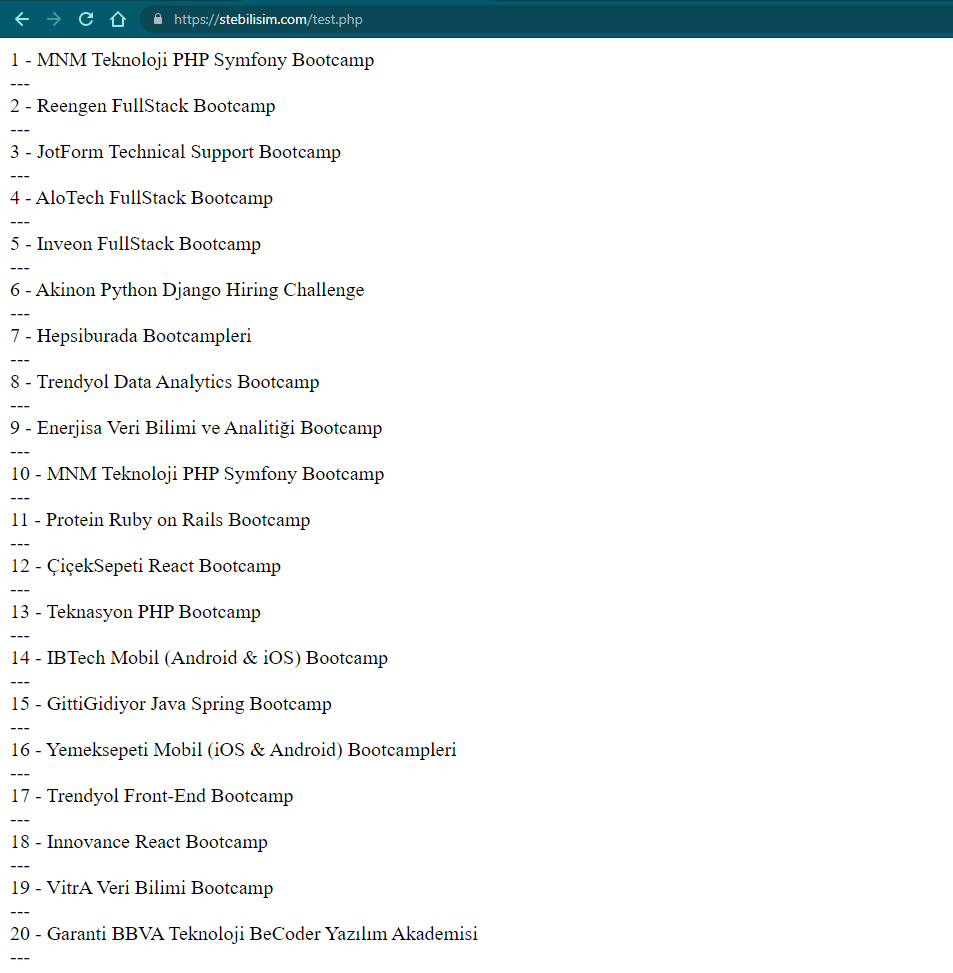 https://stebilisim.com/test.php
1 - MNM Teknoloji PHP Symfony Bootcamp
---
2 - Reengen FullStack Bootcamp
---
3 - JotForm Technical Support Bootcamp
---
4 - AloTech FullStack Bootcamp
---
5 - Inveon FullStack Bootcamp
---
6 - Akinon Python Django Hiring Challenge
---
7 - Hepsiburada Bootcampleri
---
8 - Trendyol Data Analytics Bootcamp
---
9 - Enerjisa Veri Bilimi ve Analitiği Bootcamp
---
10 - MNM Teknoloji PHP Symfony Bootcamp
---
11 - Protein Ruby on Rails Bootcamp
---
12 - ÇiçekSepeti React Bootcamp
---
13 - Teknasyon PHP Bootcamp
---
14 - IBTech Mobil (Android & iOS) Bootcamp
---
15 - GittiGidiyor Java Spring Bootcamp
---
16 - Yemeksepeti Mobil (iOS & Android) Bootcampleri
---
17 - Trendyol Front-End Bootcamp
---
18 - Innovance React Bootcamp
---
19 - VitrA Veri Bilimi Bootcamp
---
20 - Garanti BBVA Teknoloji BeCoder Yazılım Akademisi
---